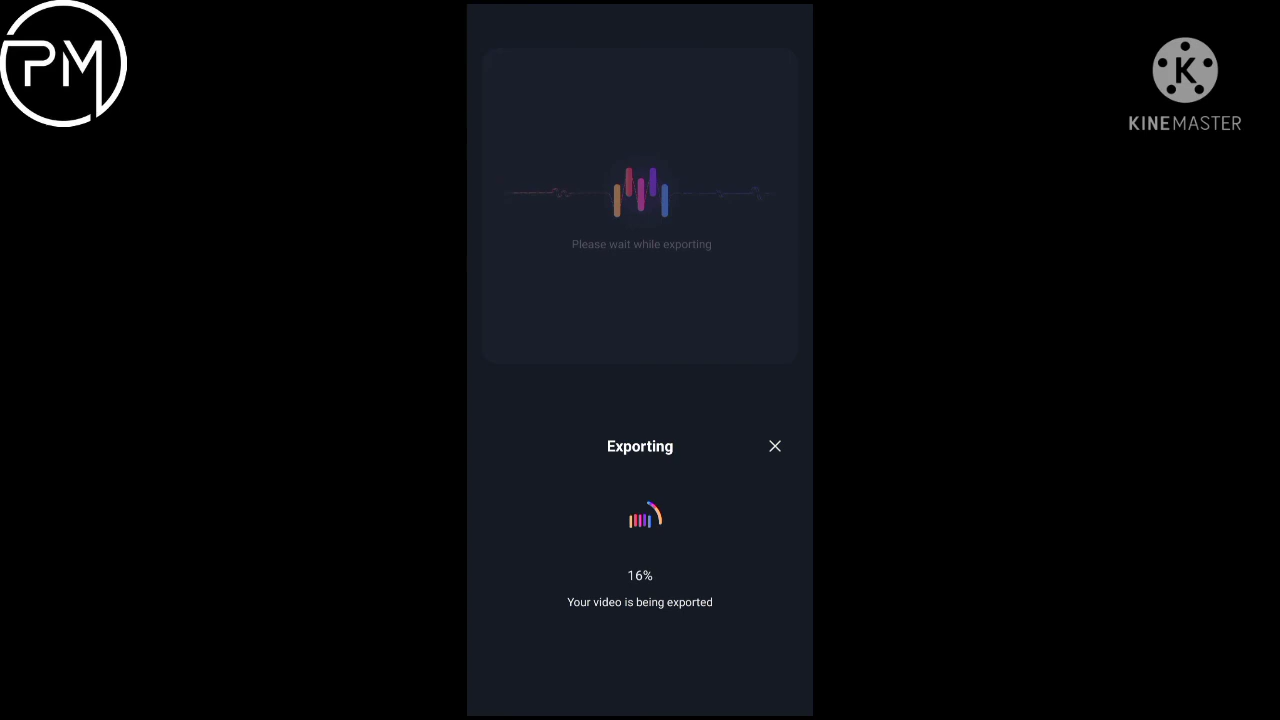 PM
KINEMASTER
Please wait while exporting
Exporting
16%
Your video is being exported